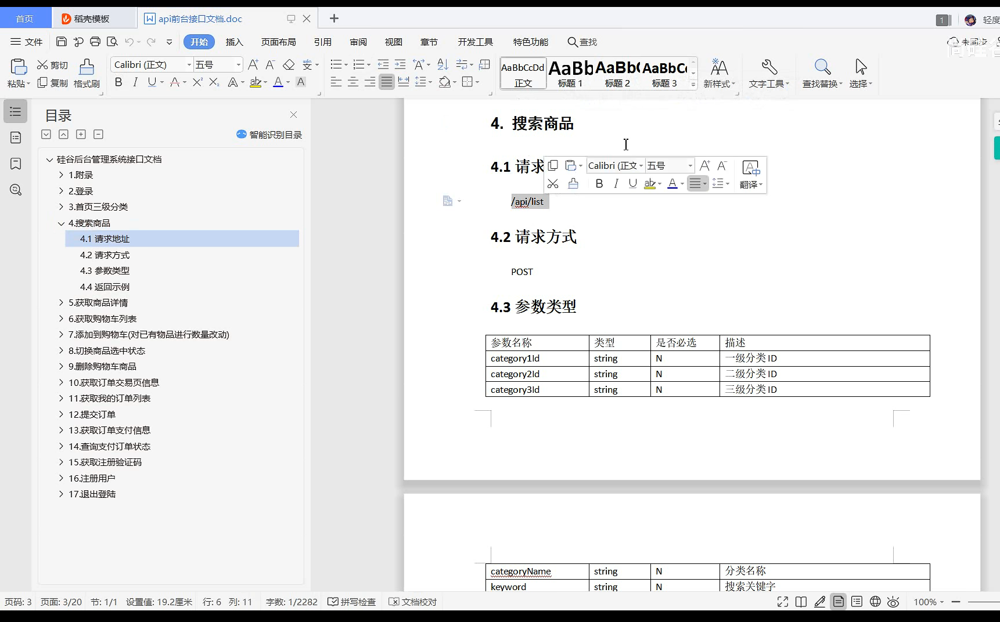 首页
稻壳模板
api前台接口文档.doc
1
轻度
文件
开始
插入
页面布局
引用
审阅
视图
章节
开发工具
特色功能
查找
未同步
粘贴
剪切
复制
格式刷
Calibri (正文)
五号
AaBbCcDd
正文
AaBb
标题 1
AaBb(
标题 2
AaBbC
标题 3
新样式
文字工具
查找替换
选择
目录
智能识别目录
硅谷后台管理系统接口文档
1.附录
2.登录
3.首页三级分类
4.搜索商品
4.1 请求地址
4.2 请求方式
4.3 参数类型
4.4 返回示例
5.获取商品详情
6.获取购物车列表
7.添加到购物车(对已有物品进行数量改动)
8.切换商品选中状态
9.删除购物车商品
10.获取订单交易页信息
11.获取我的订单列表
12.提交订单
13.获取订单支付信息
14.查询支付订单状态
15.获取注册验证码
16.注册用户
17.退出登陆
4. 搜索商品
4.1 请求
Calibri (正文
五号
翻译
/api/list
4.2 请求方式
POST
4.3 参数类型
参数名称 类型 是否必选 描述
category1Id string N 一级分类 ID
category2Id string N 二级分类 ID
category3Id string N 三级分类 ID
categoryName string N 分类名称
keyword string N 搜索关键字
页码: 3 页面: 3/20 节: 1/1 设置值: 19.2厘米 行: 6 列: 11 字数: 1/2282 拼写检查 文档校对
100%